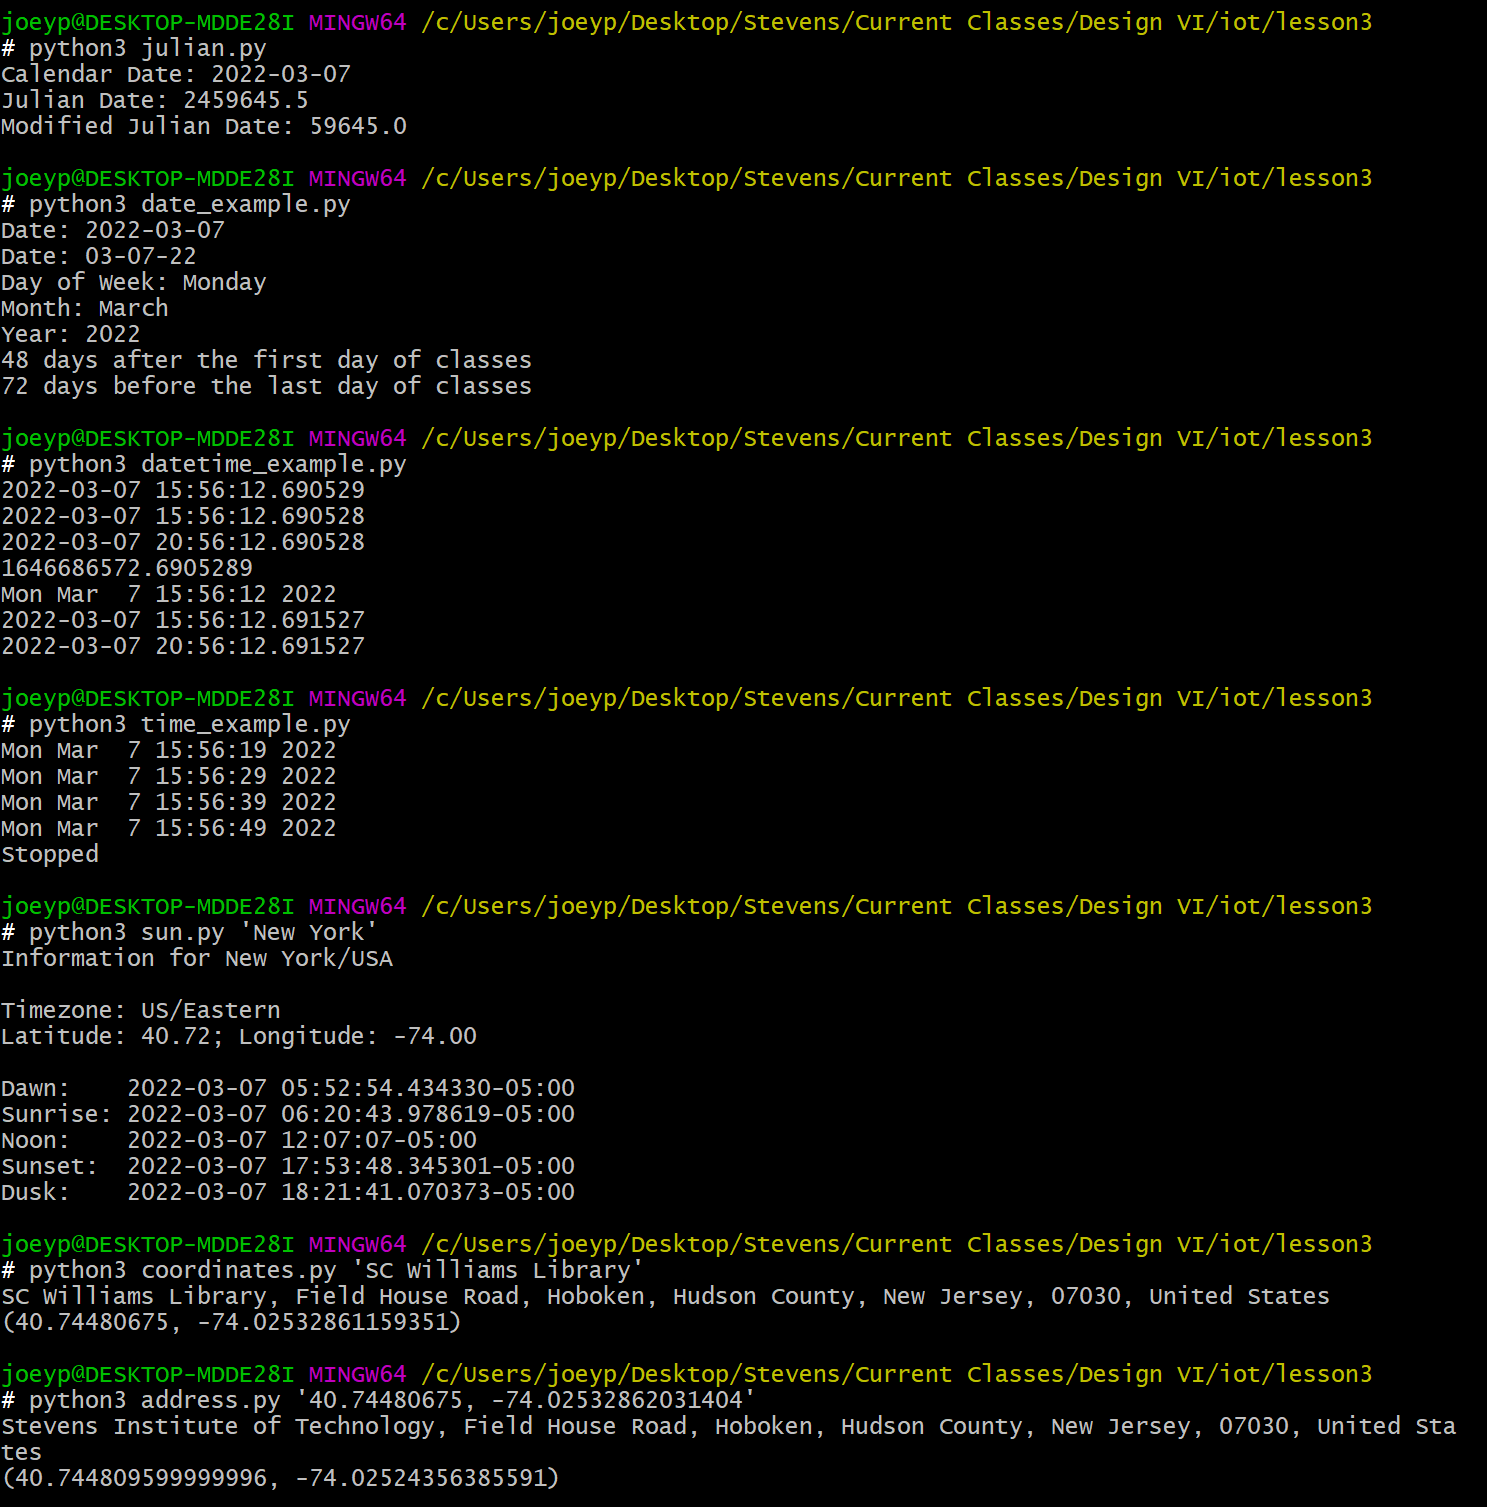 joeyp@DESKTOP-MDDE28I MINGW64 /c/Users/joeyp/Desktop/Stevens/Current Classes/Design VI/iot/lesson3
# python3 julian.py
Calendar Date: 2022-03-07
Julian Date: 2459645.5
Modified Julian Date: 59645.0
joeyp@DESKTOP-MDDE28I MINGW64 /c/Users/joeyp/Desktop/Stevens/Current Classes/Design VI/iot/lesson3
# python3 date_example.py
Date: 2022-03-07
Date: 03-07-22
Day of Week: Monday
Month: March
Year: 2022
48 days after the first day of classes
72 days before the last day of classes
joeyp@DESKTOP-MDDE28I MINGW64 /c/Users/joeyp/Desktop/Stevens/Current Classes/Design VI/iot/lesson3
# python3 datetime_example.py
2022-03-07 15:56:12.690529
2022-03-07 15:56:12.690528
2022-03-07 20:56:12.690528
1646686572.6905289
Mon Mar  7 15:56:12 2022
2022-03-07 15:56:12.691527
2022-03-07 20:56:12.691527
joeyp@DESKTOP-MDDE28I MINGW64 /c/Users/joeyp/Desktop/Stevens/Current Classes/Design VI/iot/lesson3
# python3 time_example.py
Mon Mar  7 15:56:19 2022
Mon Mar  7 15:56:29 2022
Mon Mar  7 15:56:39 2022
Mon Mar  7 15:56:49 2022
Stopped
joeyp@DESKTOP-MDDE28I MINGW64 /c/Users/joeyp/Desktop/Stevens/Current Classes/Design VI/iot/lesson3
# python3 sun.py 'New York'
Information for New York/USA
Timezone: US/Eastern
Latitude: 40.72; Longitude: -74.00
Dawn:    2022-03-07 05:52:54.434330-05:00
Sunrise: 2022-03-07 06:20:43.978619-05:00
Noon:    2022-03-07 12:07:07-05:00
Sunset:  2022-03-07 17:53:48.345301-05:00
Dusk:    2022-03-07 18:21:41.070373-05:00
joeyp@DESKTOP-MDDE28I MINGW64 /c/Users/joeyp/Desktop/Stevens/Current Classes/Design VI/iot/lesson3
# python3 coordinates.py 'SC Williams Library'
SC Williams Library, Field House Road, Hoboken, Hudson County, New Jersey, 07030, United States
(40.74480675, -74.02532861159351)
joeyp@DESKTOP-MDDE28I MINGW64 /c/Users/joeyp/Desktop/Stevens/Current Classes/Design VI/iot/lesson3
# python3 address.py '40.74480675, -74.02532862031404'
Stevens Institute of Technology, Field House Road, Hoboken, Hudson County, New Jersey, 07030, United Sta
tes
(40.744809599999996, -74.02524356385591)